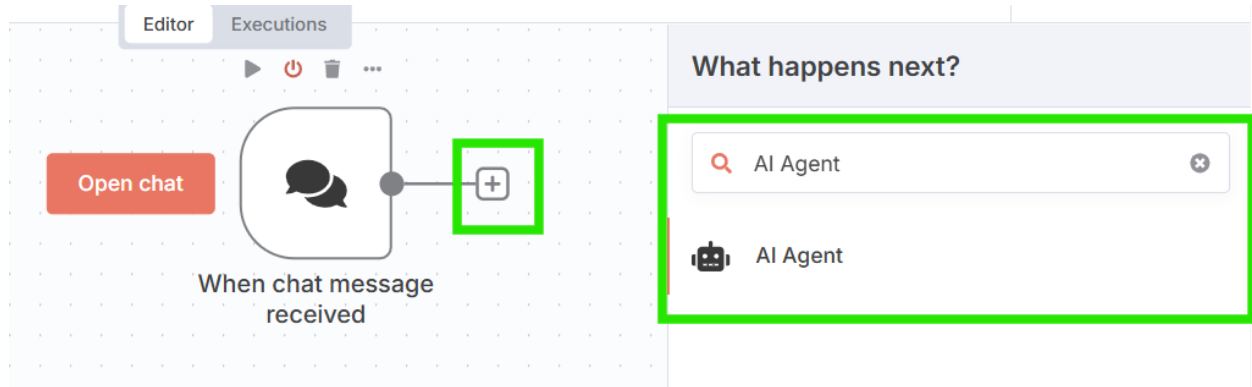 Editor Executions
What happens next?
AI Agent
Open chat
AI Agent
When chat message
received